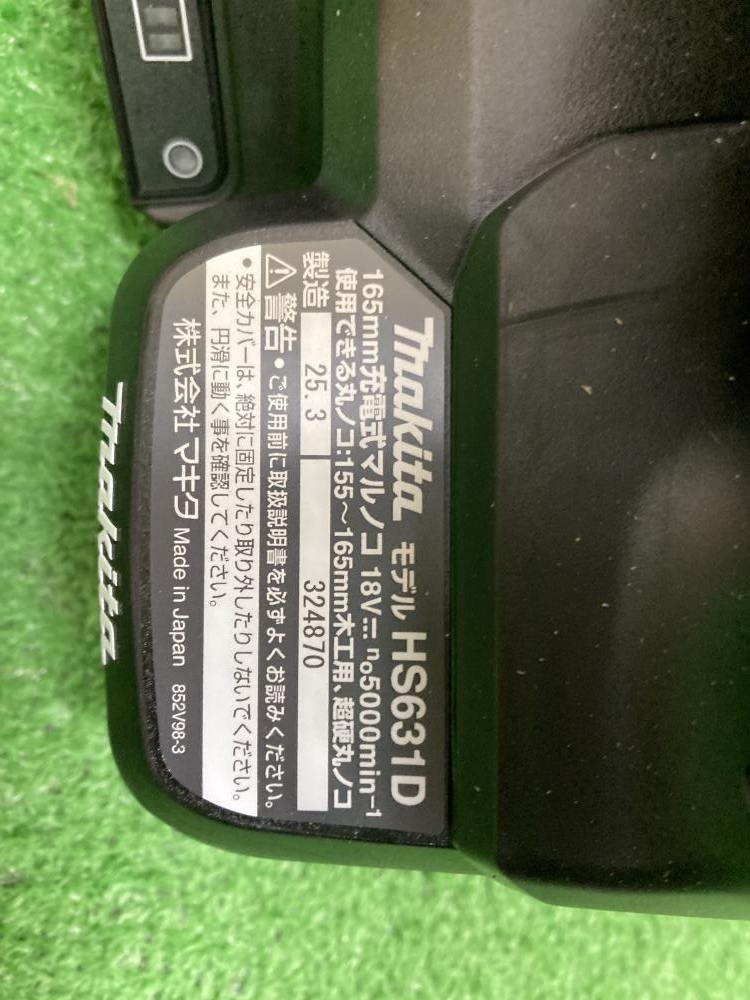 makita モデル HS631D
165mm充電式マルノコ 18V⎓ n₀5000min⁻¹
使用できる丸ノコ:155〜165mm木工用、超硬丸ノコ
製造 25.3 324870
⚠警告 • ご使用前に取扱説明書を必ずよくお読みください。
• 安全カバーは、絶対に固定したり取り外したりしないでください。
また、円滑に動く事を確認してください。
株式会社 マキタ Made in Japan 852V98-3
makita